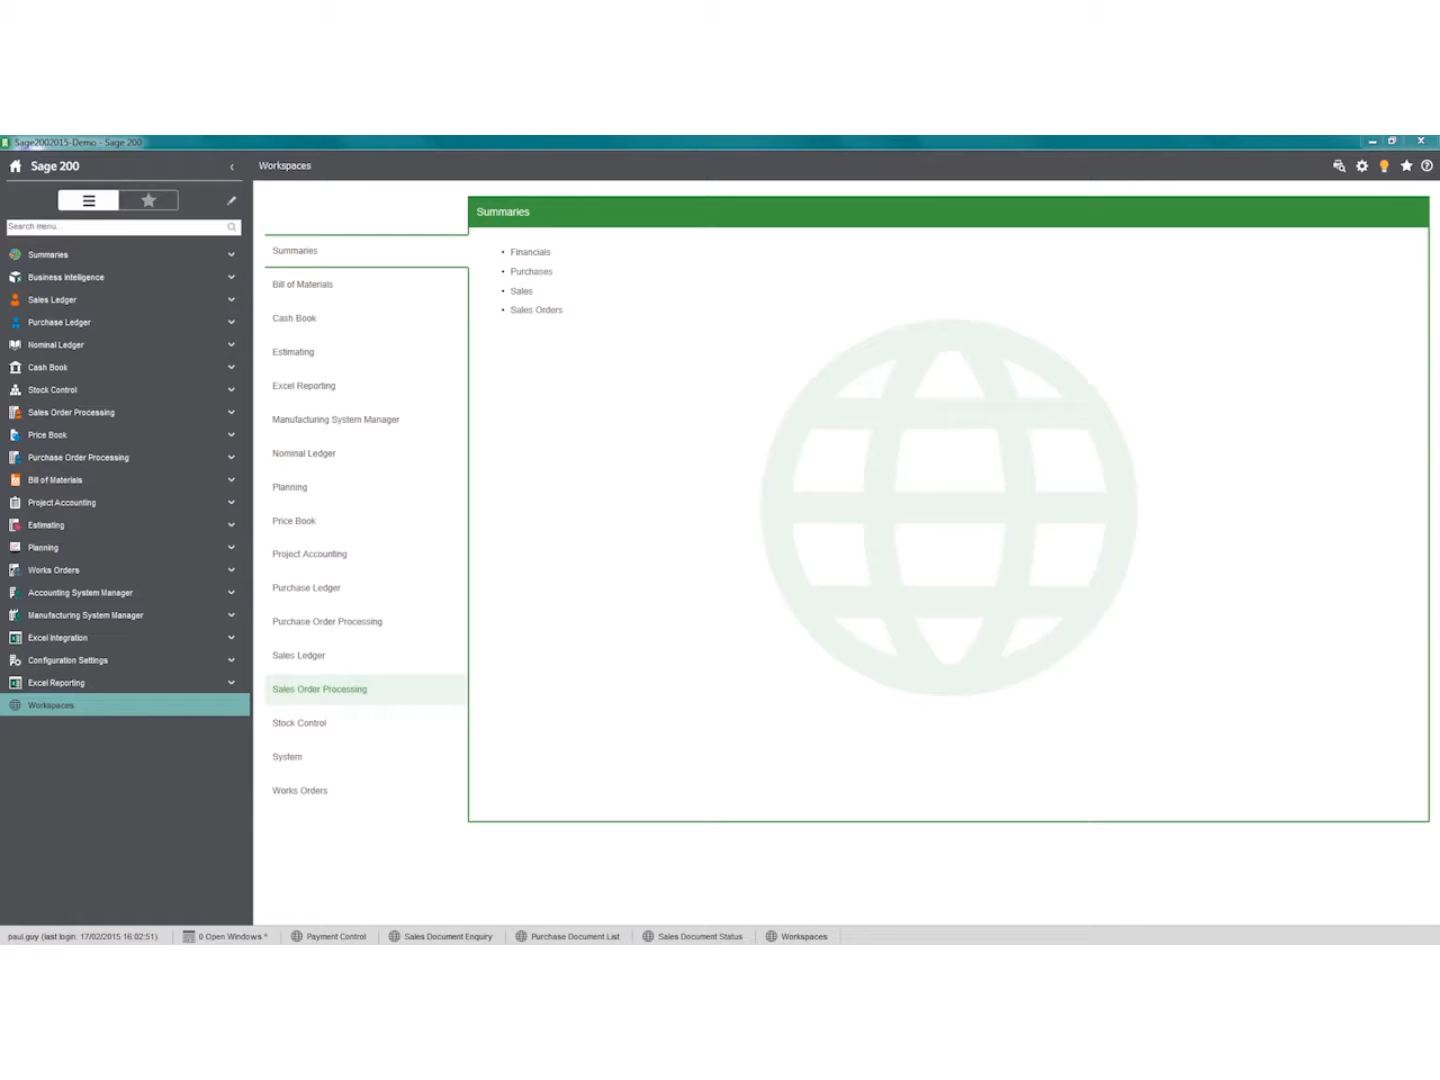 Sage2002015-Demo - Sage 200
Sage 200
Workspaces
Search menu...
Summaries
Business Intelligence
Sales Ledger
Purchase Ledger
Nominal Ledger
Cash Book
Stock Control
Sales Order Processing
Price Book
Purchase Order Processing
Bill of Materials
Project Accounting
Estimating
Planning
Works Orders
Accounting System Manager
Manufacturing System Manager
Excel Integration
Configuration Settings
Excel Reporting
Workspaces
Summaries
Bill of Materials
Cash Book
Estimating
Excel Reporting
Manufacturing System Manager
Nominal Ledger
Planning
Price Book
Project Accounting
Purchase Ledger
Purchase Order Processing
Sales Ledger
Sales Order Processing
Stock Control
System
Works Orders
Summaries
• Financials
• Purchases
• Sales
• Sales Orders
paul.guy (last login: 17/02/2015 16:02:51)
0 Open Windows ^
Payment Control
Sales Document Enquiry
Purchase Document List
Sales Document Status
Workspaces